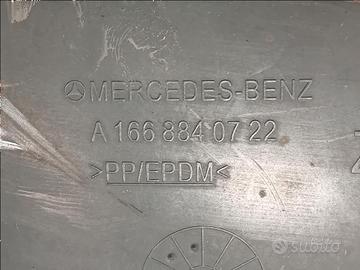 MERCEDES-BENZ
A 166 884 07 22
>PP/EPDM<
subito